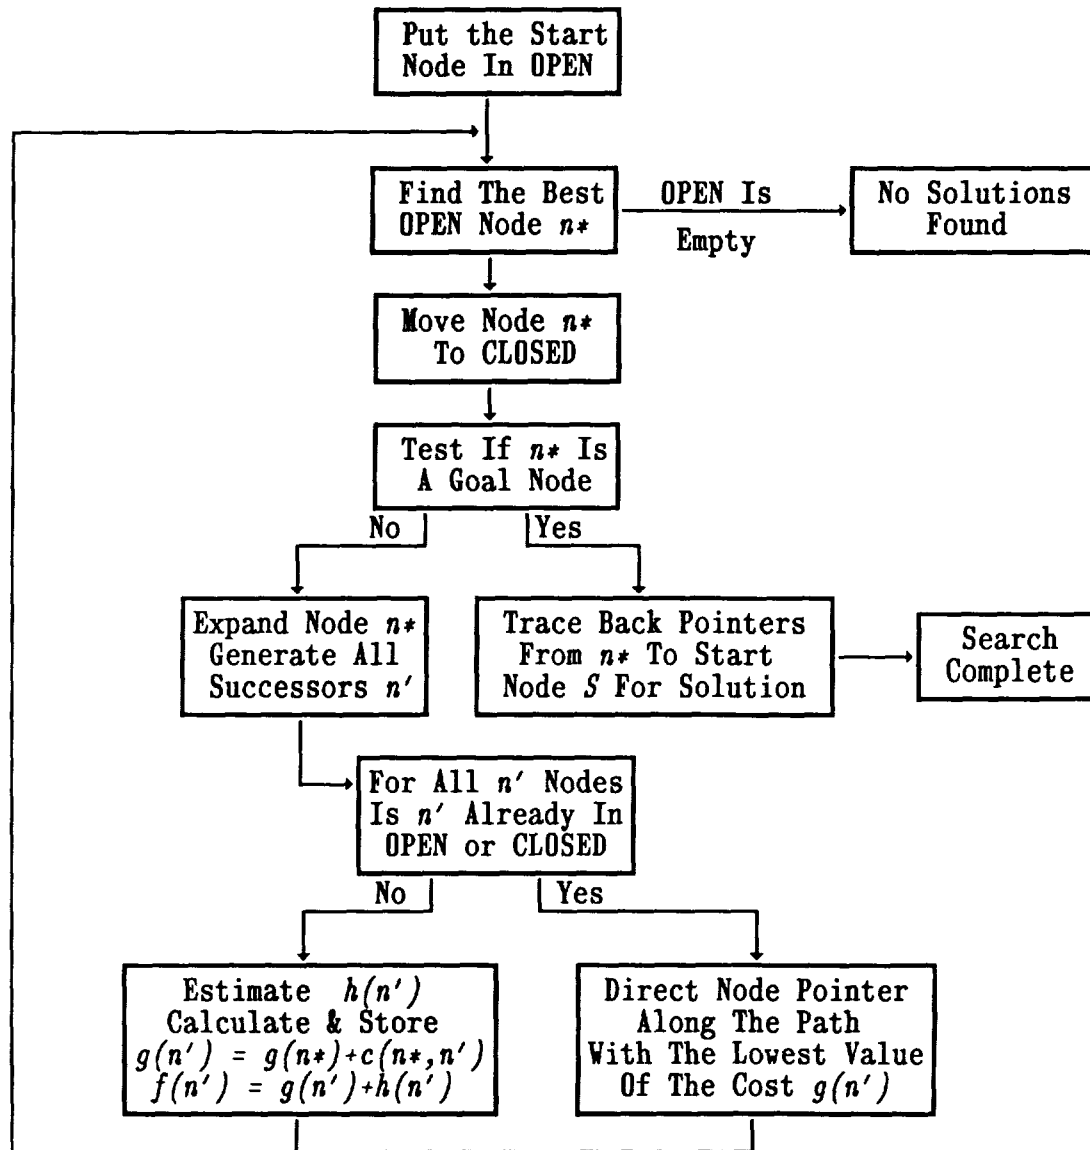 Put the Start
Node In OPEN
Find The Best
OPEN Node n*
OPEN Is
Empty
No Solutions
Found
Move Node n*
To CLOSED
Test If n* Is
A Goal Node
No
Yes
Expand Node n*
Generate All
Successors n'
Trace Back Pointers
From n* To Start
Node S For Solution
Search
Complete
For All n' Nodes
Is n' Already In
OPEN or CLOSED
No
Yes
Estimate h(n')
Calculate & Store
g(n') = g(n*)+c(n*,n')
f(n') = g(n')+h(n')
Direct Node Pointer
Along The Path
With The Lowest Value
Of The Cost g(n')